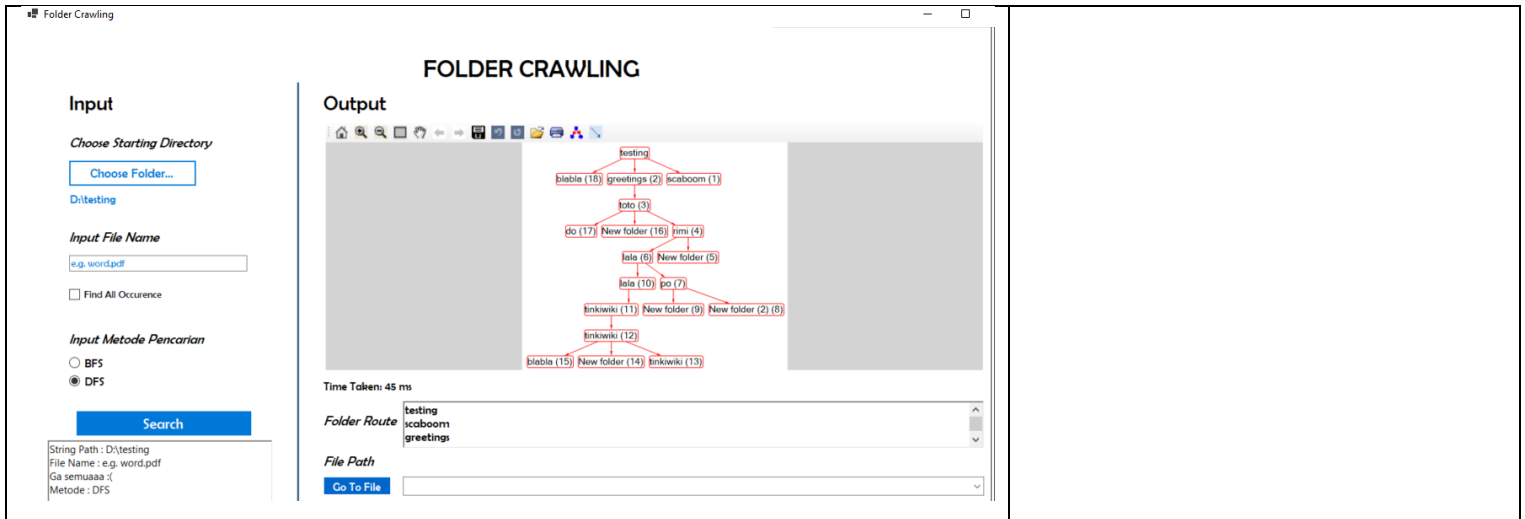 Folder Crawling
FOLDER CRAWLING
Input
Choose Starting Directory
Choose Folder...
D:\testing
Input File Name
e.g. word.pdf
Find All Occurence
Input Metode Pencarian
BFS
DFS
Search
String Path : D:\testing
File Name : e.g. word.pdf
Ga semuaaa :(
Metode : DFS
Output
testing
blabla (18) greetings (2) scaboom (1)
toto (3)
do (17) New folder (16) rimi (4)
lala (6) New folder (5)
lala (10) po (7)
tinkiwiki (11) New folder (9) New folder (2) (8)
tinkiwiki (12)
blabla (15) New folder (14) tinkiwiki (13)
Time Taken: 45 ms
Folder Route
testing
scaboom
greetings
File Path
Go To File